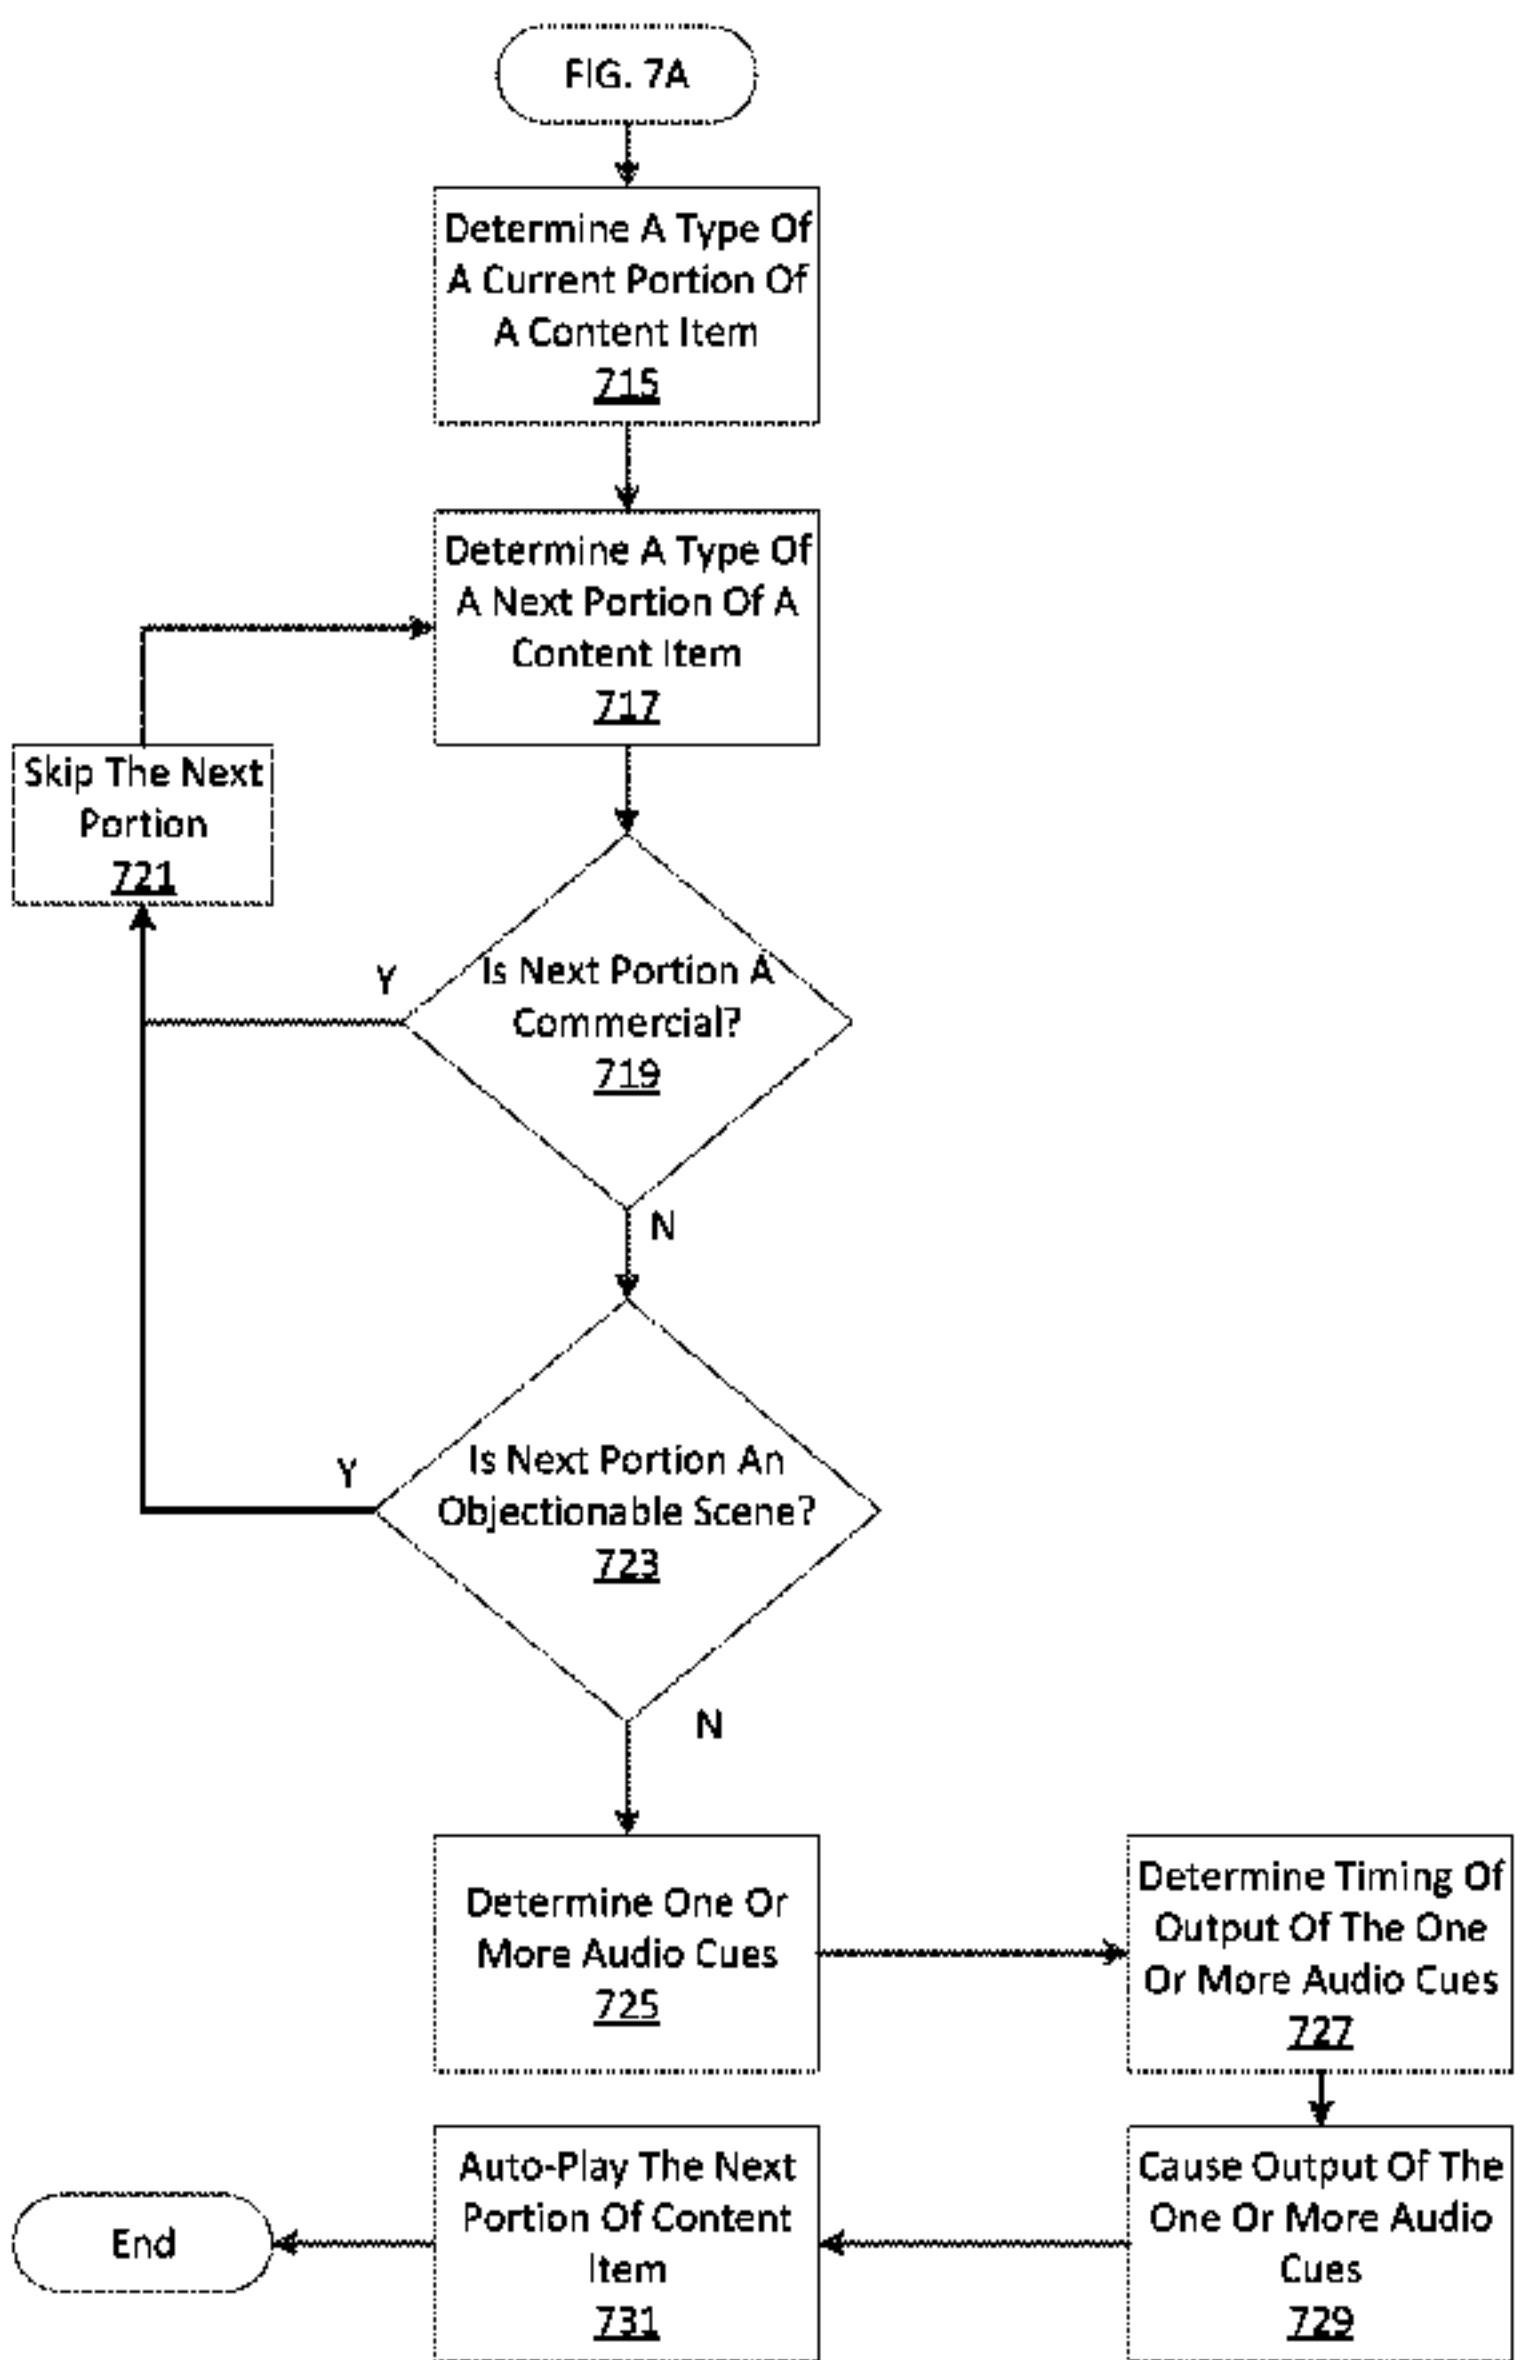 FIG. 7A
Determine A Type Of
A Current Portion Of
A Content Item
715
Determine A Type Of
A Next Portion Of A
Content Item
717
Skip The Next
Portion
721
Y
Is Next Portion A
Commercial?
719
N
Y
Is Next Portion An
Objectionable Scene?
723
N
Determine One Or
More Audio Cues
725
Determine Timing Of
Output Of The One
Or More Audio Cues
727
Cause Output Of The
One Or More Audio
Cues
729
Auto-Play The Next
Portion Of Content
Item
731
End